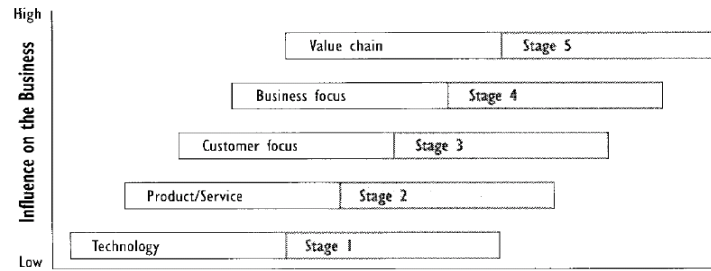 High
Value chain Stage 5
Business focus Stage 4
Customer focus Stage 3
Product/Service Stage 2
Technology Stage 1
Low
Influence on the Business